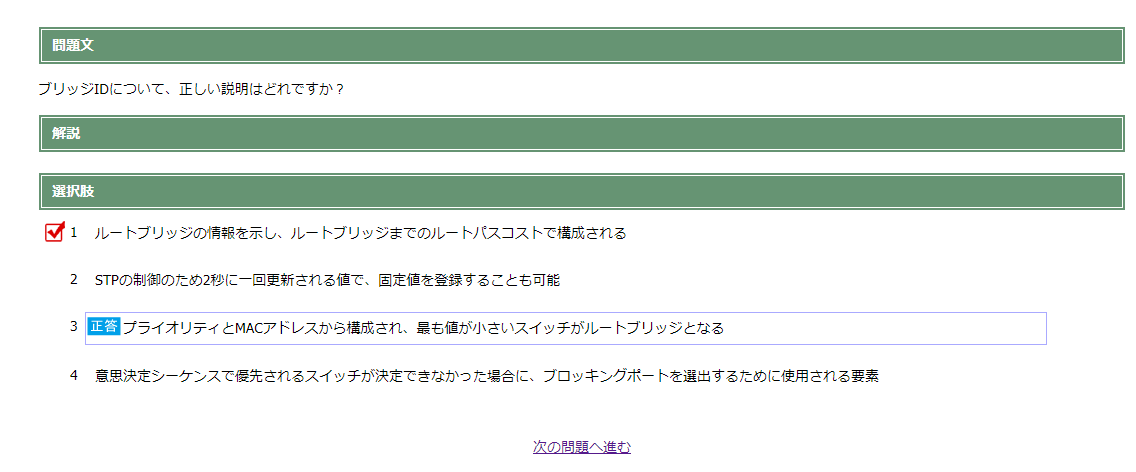 問題文
ブリッジIDについて、正しい説明はどれですか？
解説
選択肢
1 ルートブリッジの情報を示し、ルートブリッジまでのルートパスコストで構成される
2 STPの制御のため2秒に一回更新される値で、固定値を登録することも可能
3 正答 プライオリティとMACアドレスから構成され、最も値が小さいスイッチがルートブリッジとなる
4 意思決定シーケンスで優先されるスイッチが決定できなかった場合に、ブロッキングポートを選出するために使用される要素
次の問題へ進む